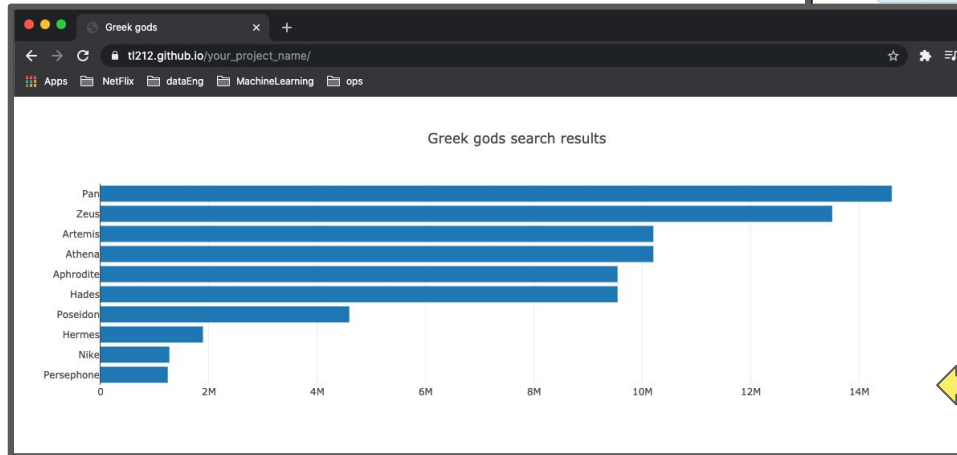 Greek gods
tl212.github.io/your_project_name/
Apps NetFlix dataEng MachineLearning ops
Greek gods search results
Pan
Zeus
Artemis
Athena
Aphrodite
Hades
Poseidon
Hermes
Nike
Persephone
0 2M 4M 6M 8M 10M 12M 14M